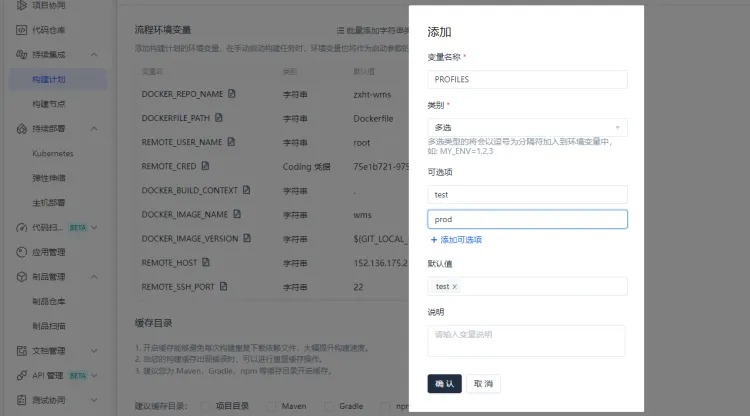 项目协同
代码仓库
持续集成
构建计划
构建节点
持续部署
Kubernetes
弹性伸缩
主机部署
代码扫... BETA
应用管理
制品管理
制品仓库
制品扫描
文档管理
API 管理 BETA
测试协同
流程环境变量
批量添加字符串类
添加构建计划的环境变量，在手动启动构建任务时，环境变量也将作为启动参数的
变量名 类别 默认值
DOCKER_REPO_NAME 字符串 zxht-wms
DOCKERFILE_PATH 字符串 Dockerfile
REMOTE_USER_NAME 字符串 root
REMOTE_CRED Coding 凭据 75e1b721-975
DOCKER_BUILD_CONTEXT 字符串 .
DOCKER_IMAGE_NAME 字符串 wms
DOCKER_IMAGE_VERSION 字符串 ${GIT_LOCAL_
REMOTE_HOST 字符串 152.136.175.2
REMOTE_SSH_PORT 字符串 22
缓存目录
1. 开启缓存能够避免每次构建重复下载依赖文件，大幅提升构建速度。
2. 当您的构建缓存出现错误时，可以进行重置缓存操作。
3. 建议您为 Maven、Gradle、npm 等缓存目录开启缓存。
建议缓存目录： 项目目录 Maven Gradle npm
添加
变量名称 *
PROFILES
类别 *
多选
多选类型的将会以逗号为分隔符加入到环境变量中，
如: MY_ENV=1,2,3
可选项
test
prod
+ 添加可选项
默认值
test ×
说明
请输入变量说明
确认 取消